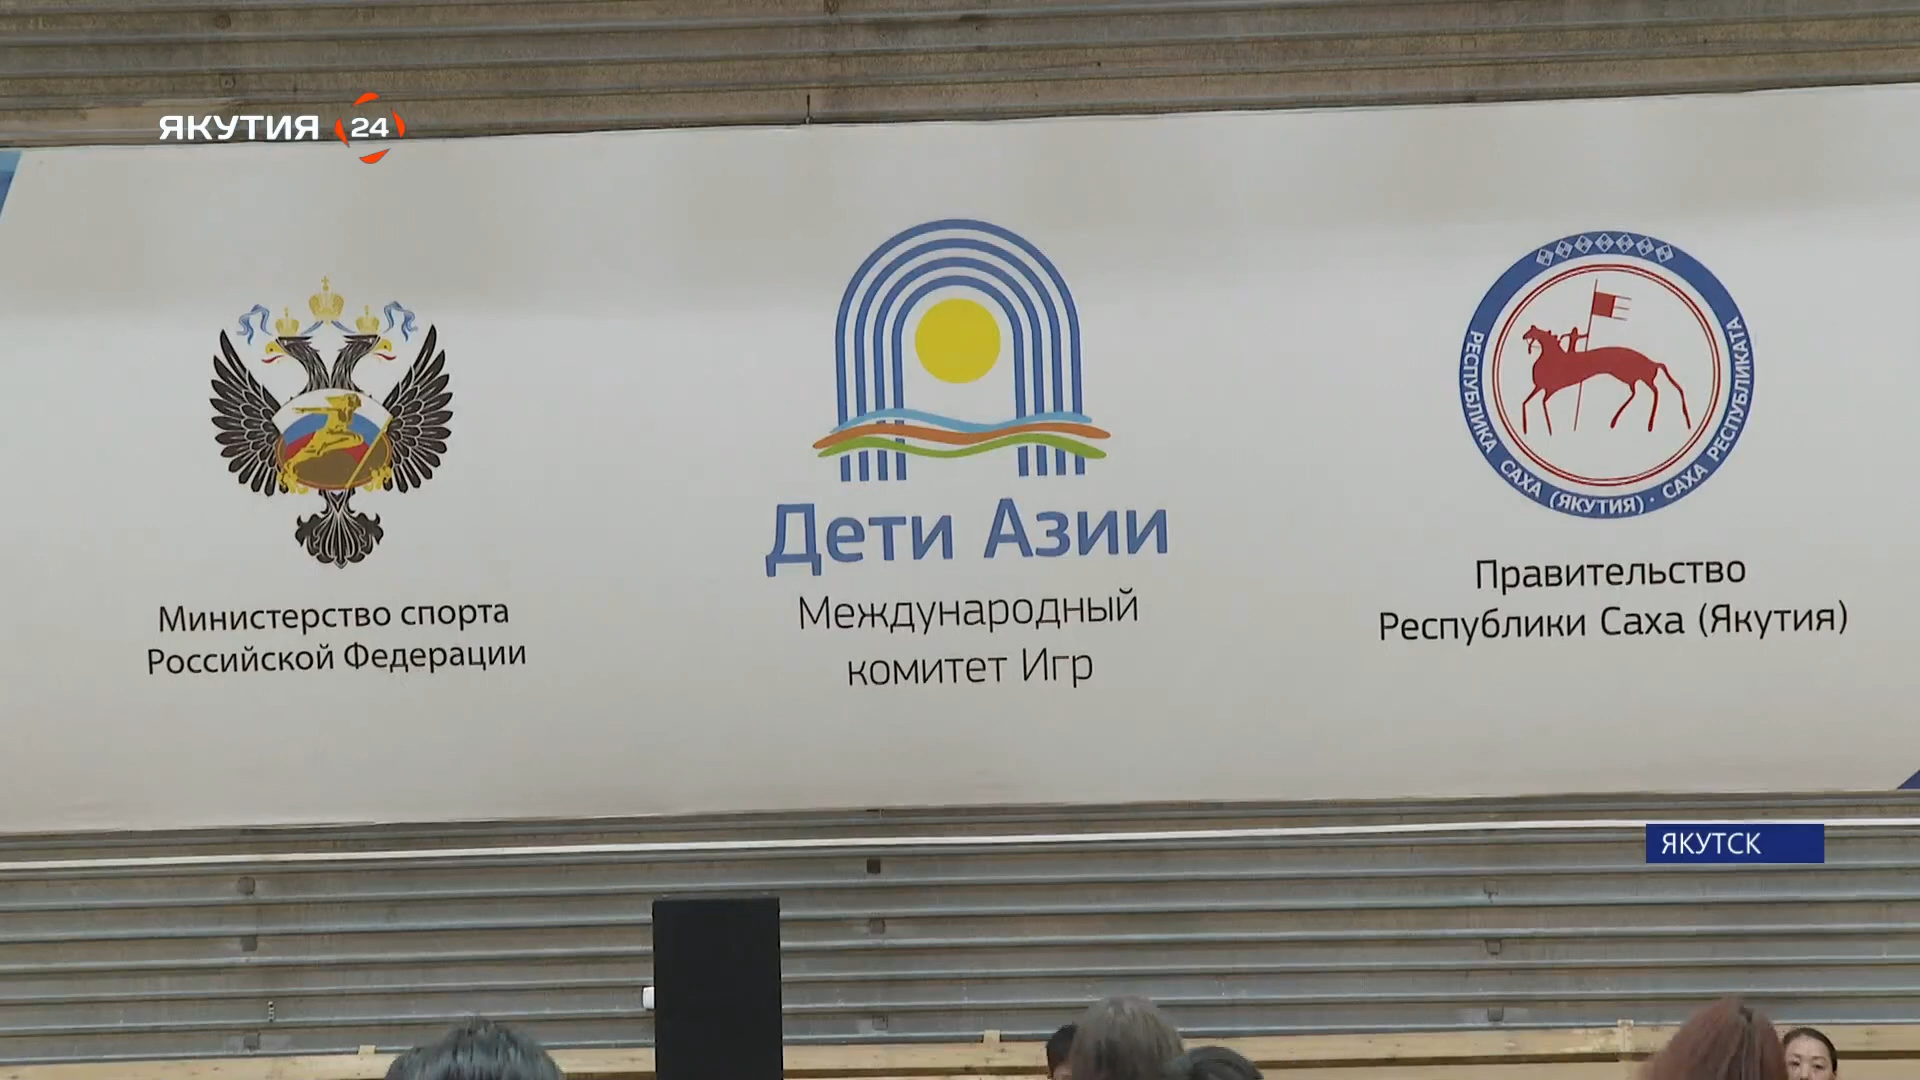 ЯКУТИЯ 24
Министерство спорта
Российской Федерации
Дети Азии
Международный
комитет Игр
РЕСПУБЛИКА САХА (ЯКУТИЯ) · САХА РЕСПУБЛИКАТА
Правительство
Республики Саха (Якутия)
ЯКУТСК